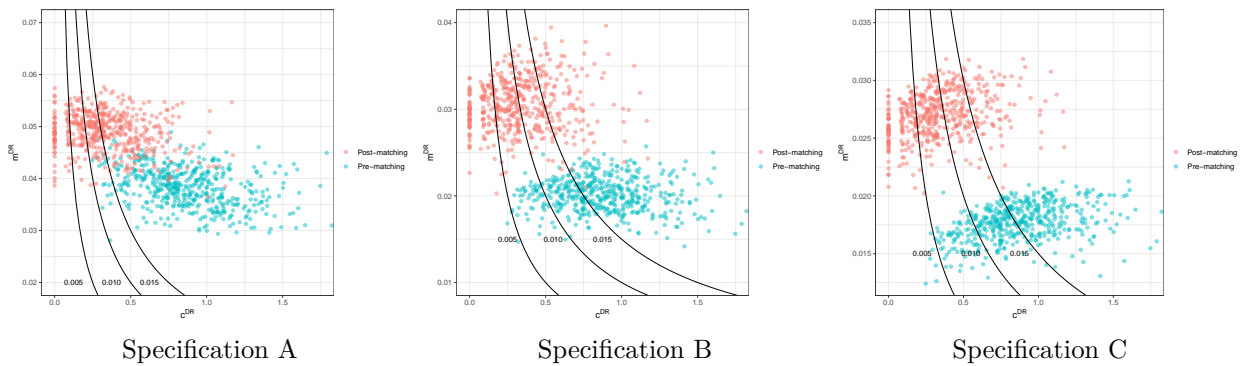 0.07
0.06
0.05
0.04
0.03
0.02
m^DR
0.005
0.010
0.015
0.0
0.5
1.0
1.5
c^DR
Post−matching
Pre−matching
Specification A
0.04
0.03
0.02
0.01
m^DR
0.005
0.010
0.015
0.0
0.5
1.0
1.5
c^DR
Post−matching
Pre−matching
Specification B
0.035
0.030
0.025
0.020
0.015
m^DR
0.005
0.010
0.015
0.0
0.5
1.0
1.5
c^DR
Post−matching
Pre−matching
Specification C